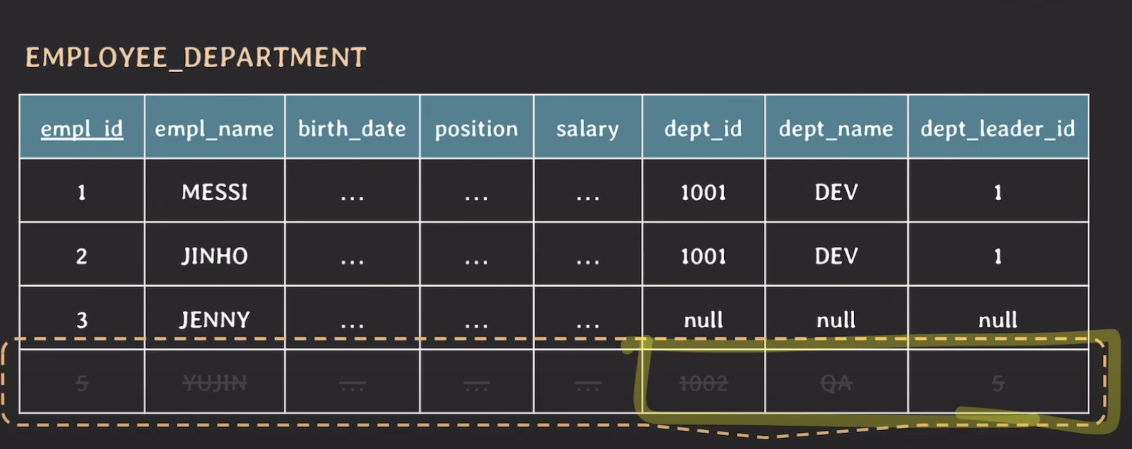 EMPLOYEE_DEPARTMENT
empl_id empl_name birth_date position salary dept_id dept_name dept_leader_id
1 MESSI ... ... ... 1001 DEV 1
2 JINHO ... ... ... 1001 DEV 1
3 JENNY ... ... ... null null null
5 YUJIN ... ... ... 1002 QA 5